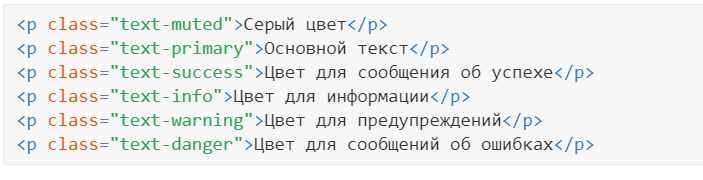 <p class="text-muted">Серый цвет</p>
<p class="text-primary">Основной текст</p>
<p class="text-success">Цвет для сообщения об успехе</p>
<p class="text-info">Цвет для информации</p>
<p class="text-warning">Цвет для предупреждений</p>
<p class="text-danger">Цвет для сообщений об ошибках</p>